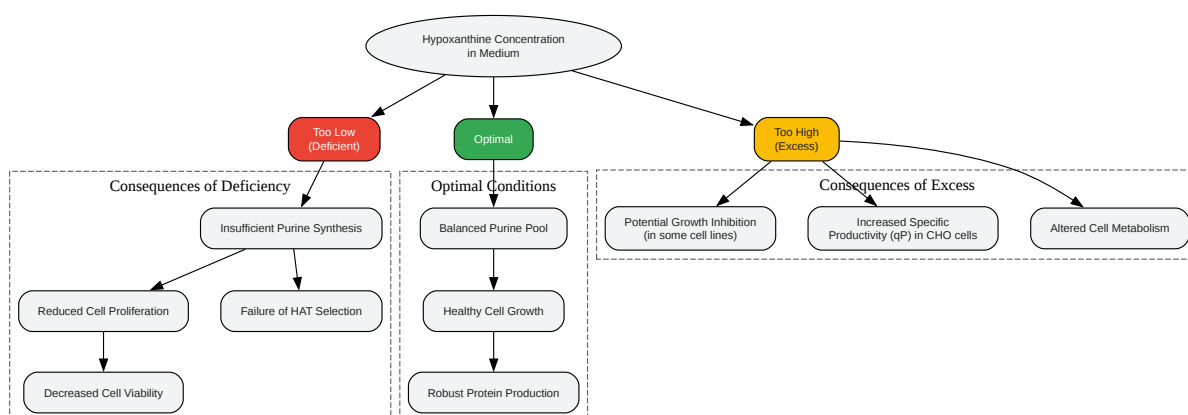 Hypoxanthine Concentration
in Medium
Too Low
(Deficient)
Optimal
Too High
(Excess)
Consequences of Deficiency
Optimal Conditions
Consequences of Excess
Insufficient Purine Synthesis
Balanced Purine Pool
Potential Growth Inhibition
(in some cell lines)
Increased Specific
Productivity (qP) in CHO cells
Altered Cell Metabolism
Reduced Cell Proliferation
Failure of HAT Selection
Healthy Cell Growth
Decreased Cell Viability
Robust Protein Production